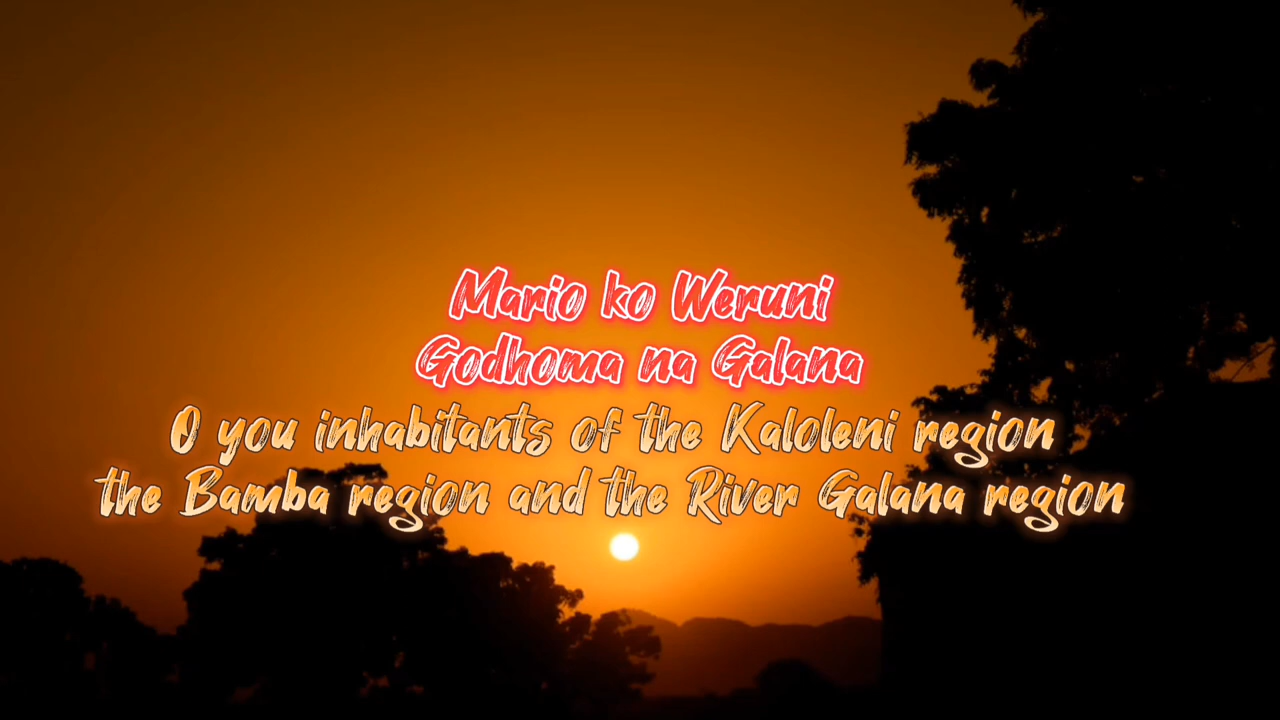 Mario ko Weruni
Godhoma na Galana
O you inhabitants of the Kaloleni region
the Bamba region and the River Galana region